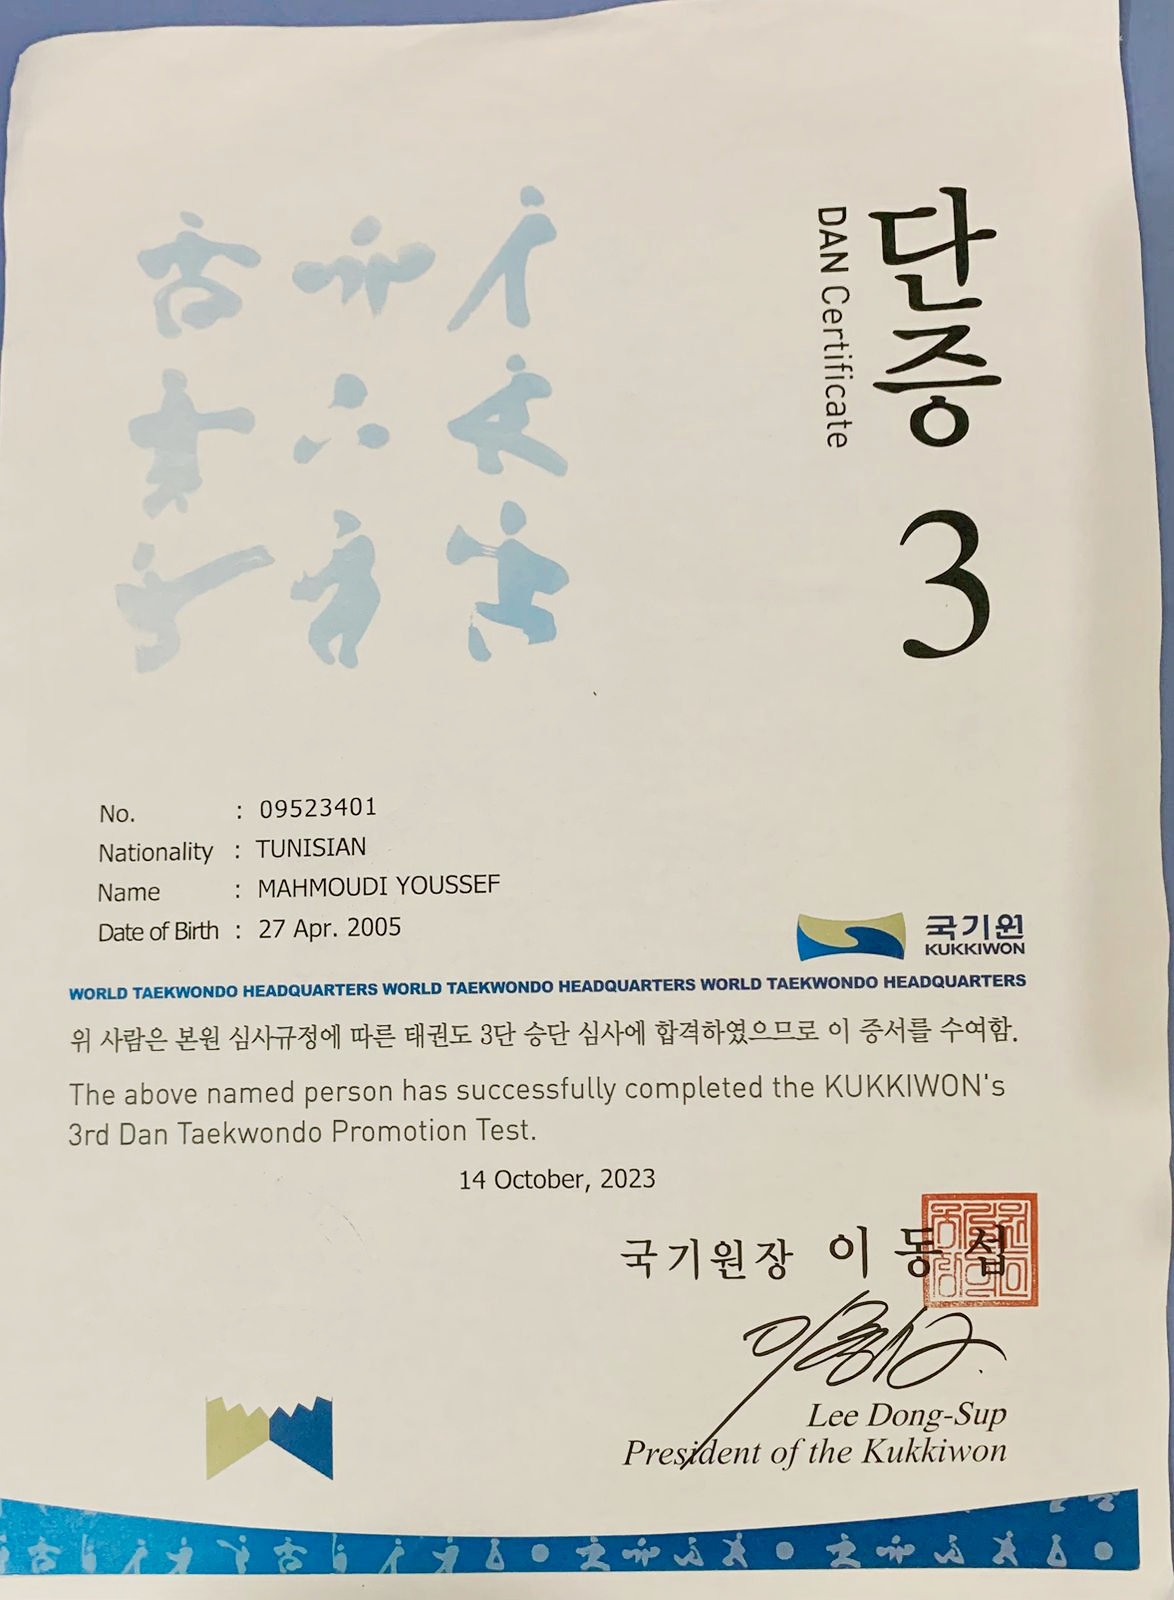 단증 3
DAN Certificate
No. : 09523401
Nationality : TUNISIAN
Name : MAHMOUDI YOUSSEF
Date of Birth : 27 Apr. 2005
국기원
KUKKIWON
WORLD TAEKWONDO HEADQUARTERS WORLD TAEKWONDO HEADQUARTERS WORLD TAEKWONDO HEADQUARTERS
위 사람은 본원 심사규정에 따른 태권도 3단 승단 심사에 합격하였으므로 이 증서를 수여함.
The above named person has successfully completed the KUKKIWON's
3rd Dan Taekwondo Promotion Test.
14 October, 2023
국기원장 이 동 섭
Lee Dong-Sup
President of the Kukkiwon